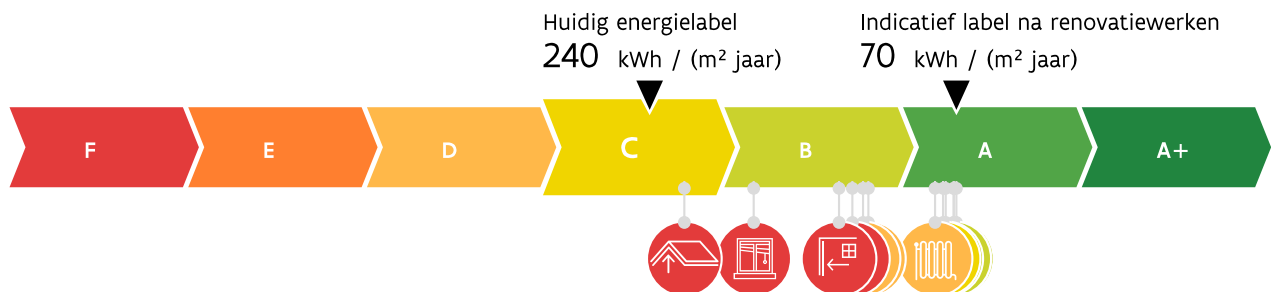 Huidig energielabel
240 kWh / (m² jaar)
Indicatief label na renovatiewerken
70 kWh / (m² jaar)
F
E
D
C
B
A
A+